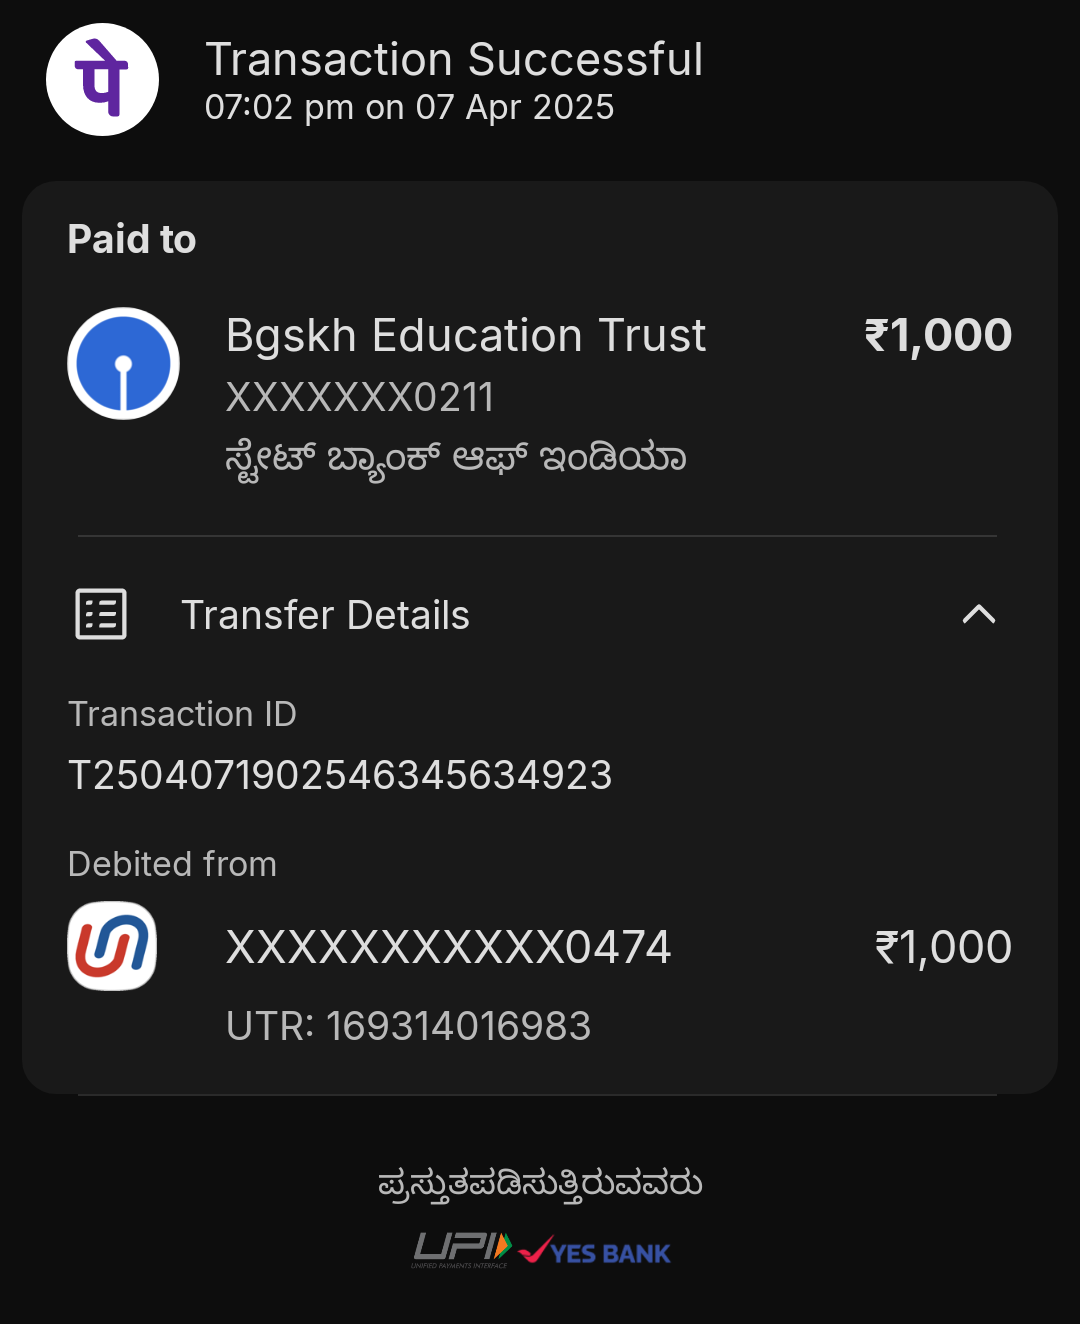 पे
Transaction Successful
07:02 pm on 07 Apr 2025
Paid to
Bgskh Education Trust ₹1,000
XXXXXXX0211
ಸ್ಟೇಟ್ ಬ್ಯಾಂಕ್ ಆಫ್ ಇಂಡಿಯಾ
Transfer Details
Transaction ID
T2504071902546345634923
Debited from
XXXXXXXXXXX0474 ₹1,000
UTR: 169314016983
ಪ್ರಸ್ತುತಪಡಿಸುತ್ತಿರುವವರು
UPI YES BANK
UNIFIED PAYMENTS INTERFACE